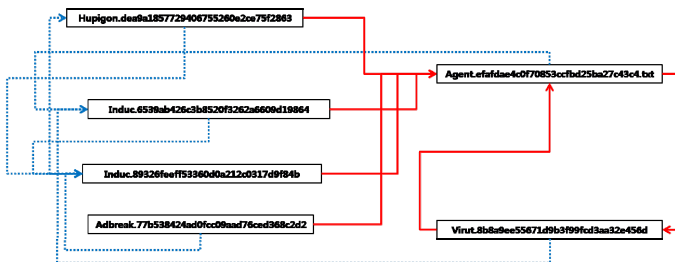 Hupigon.dea9a1857729406755260e2ce75f2863
Agent.efafdae4c0f70853ccfbd25ba27c43c4.txt
Induc.6539ab426c3b8520f3262a6609d19864
Induc.89326feeff53360d0a212c0317d9f84b
Adbreak.77b538424ad0fcc09aad76ced368c2d2
Virut.8b8a9ee55671d9b3f99fcd3aa32e456d